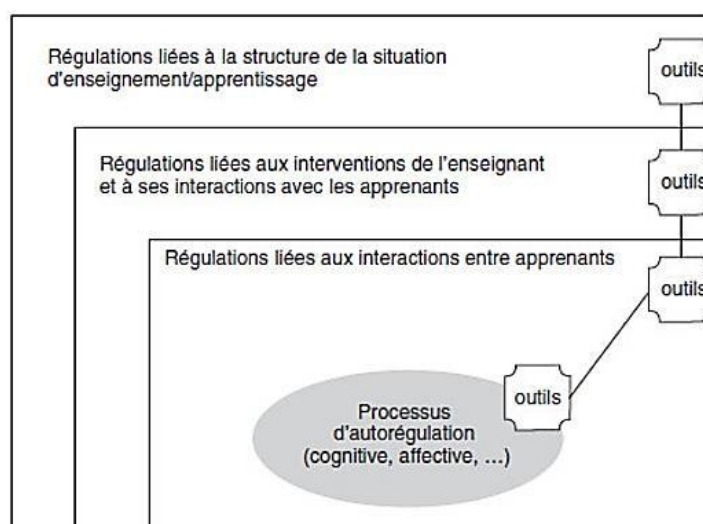 Régulations liées à la structure de la situation
d'enseignement/apprentissage
outils
Régulations liées aux interventions de l'enseignant
et à ses interactions avec les apprenants
outils
Régulations liées aux interactions entre apprenants
outils
outils
Processus
d'autorégulation
(cognitive, affective, ...)